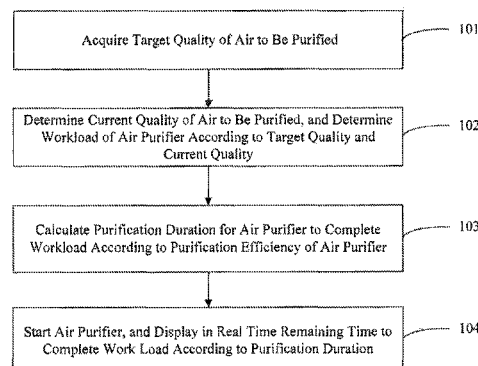 Acquire Target Quality of Air to Be Purified
101
Determine Current Quality of Air to Be Purified, and Determine
Workload of Air Purifier According to Target Quality and
Current Quality
102
Calculate Purification Duration for Air Purifier to Complete
Workload According to Purification Efficiency of Air Purifier
103
Start Air Purifier, and Display in Real Time Remaining Time to
Complete Work Load According to Purification Duration
104